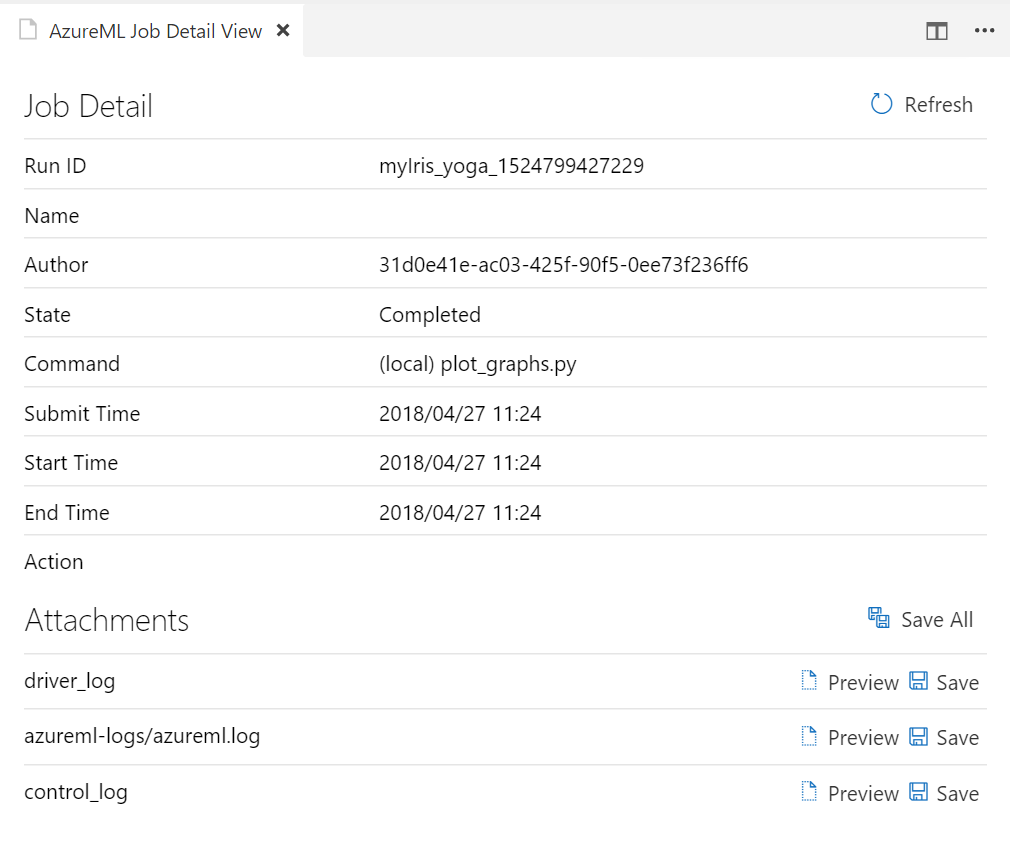 AzureML Job Detail View
Job Detail Refresh
Run ID myIris_yoga_1524799427229
Name
Author 31d0e41e-ac03-425f-90f5-0ee73f236ff6
State Completed
Command (local) plot_graphs.py
Submit Time 2018/04/27 11:24
Start Time 2018/04/27 11:24
End Time 2018/04/27 11:24
Action
Attachments Save All
driver_log Preview Save
azureml-logs/azureml.log Preview Save
control_log Preview Save